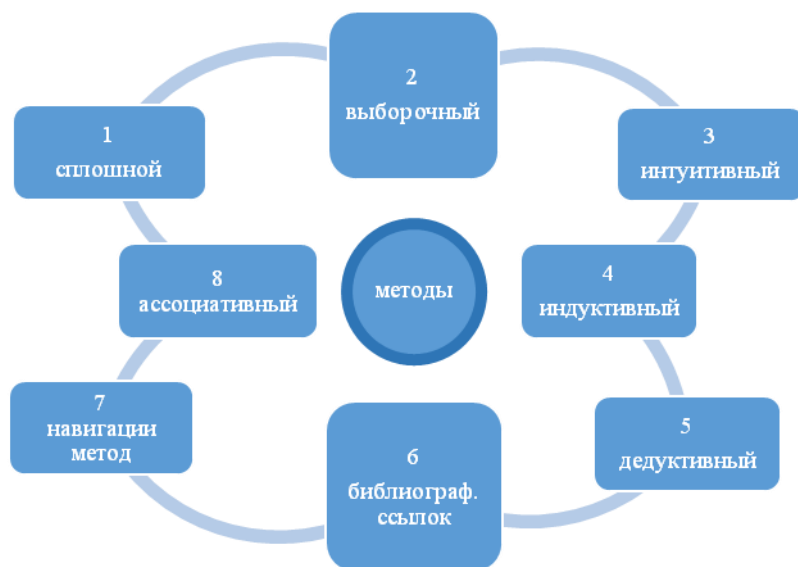 1
сплошной
2
выборочный
3
интуитивный
4
индуктивный
5
дедуктивный
6
библиограф.
ссылок
7
навигации
метод
8
ассоциативный
методы